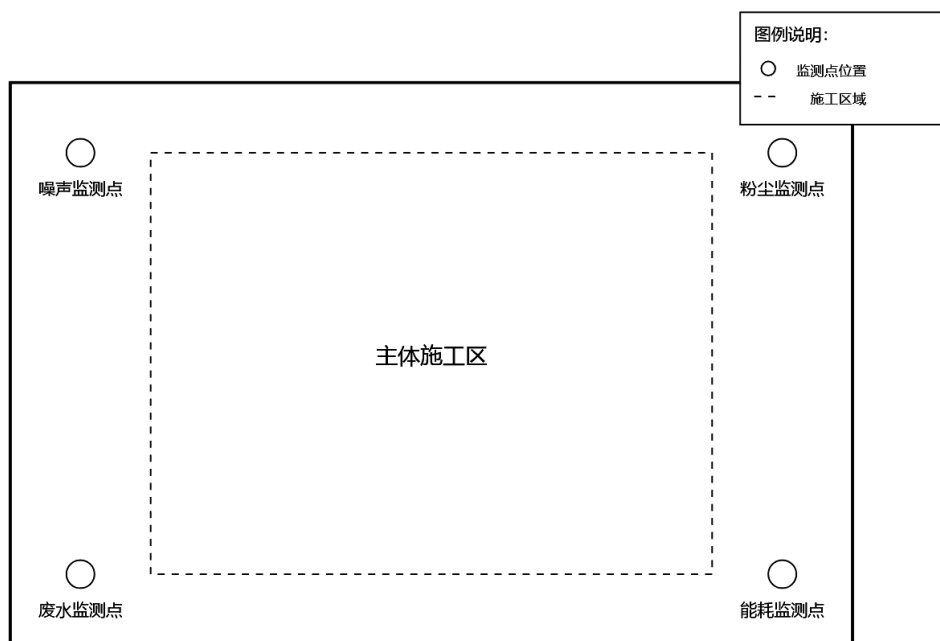 图例说明：
监测点位置
施工区域
噪声监测点
粉尘监测点
主体施工区
废水监测点
能耗监测点